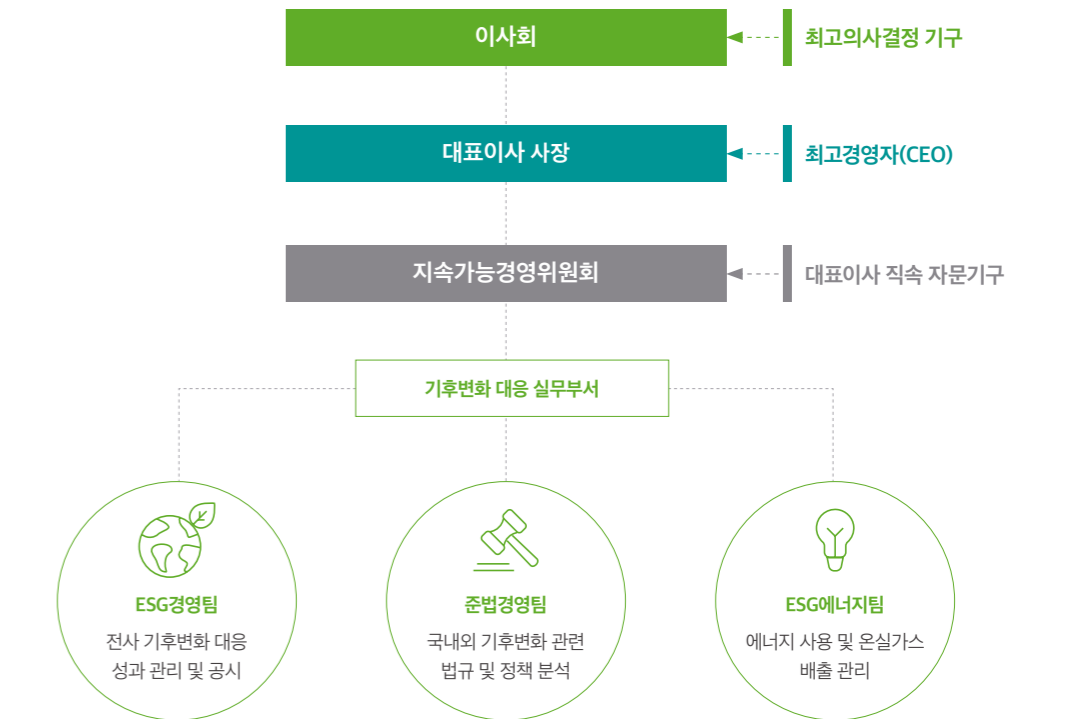 이사회
최고의사결정 기구
대표이사 사장
최고경영자(CEO)
지속가능경영위원회
대표이사 직속 자문기구
기후변화 대응 실무부서
ESG경영팀
전사 기후변화 대응
성과 관리 및 공시
준법경영팀
국내외 기후변화 관련
법규 및 정책 분석
ESG에너지팀
에너지 사용 및 온실가스
배출 관리